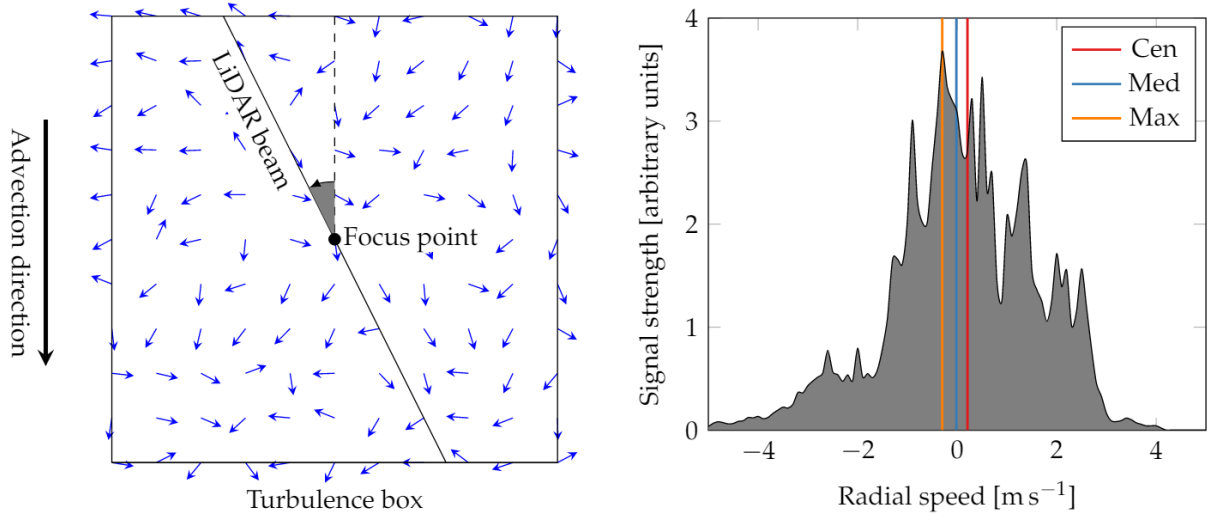 Advection direction
LiDAR beam
Focus point
Turbulence box
Signal strength [arbitrary units]
4
3
2
1
0
−4
−2
0
2
4
Radial speed [m s⁻¹]
Cen
Med
Max